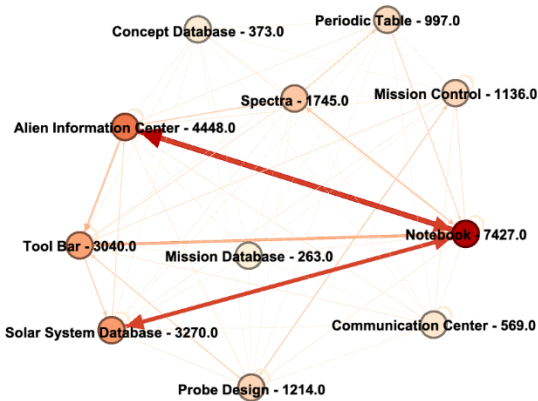 Periodic Table - 997.0
Concept Database - 373.0
Spectra - 1745.0
Mission Control - 1136.0
Alien Information Center - 4448.0
Notebook - 7427.0
Tool Bar - 3040.0
Mission Database - 263.0
Solar System Database - 3270.0
Communication Center - 569.0
Probe Design - 1214.0